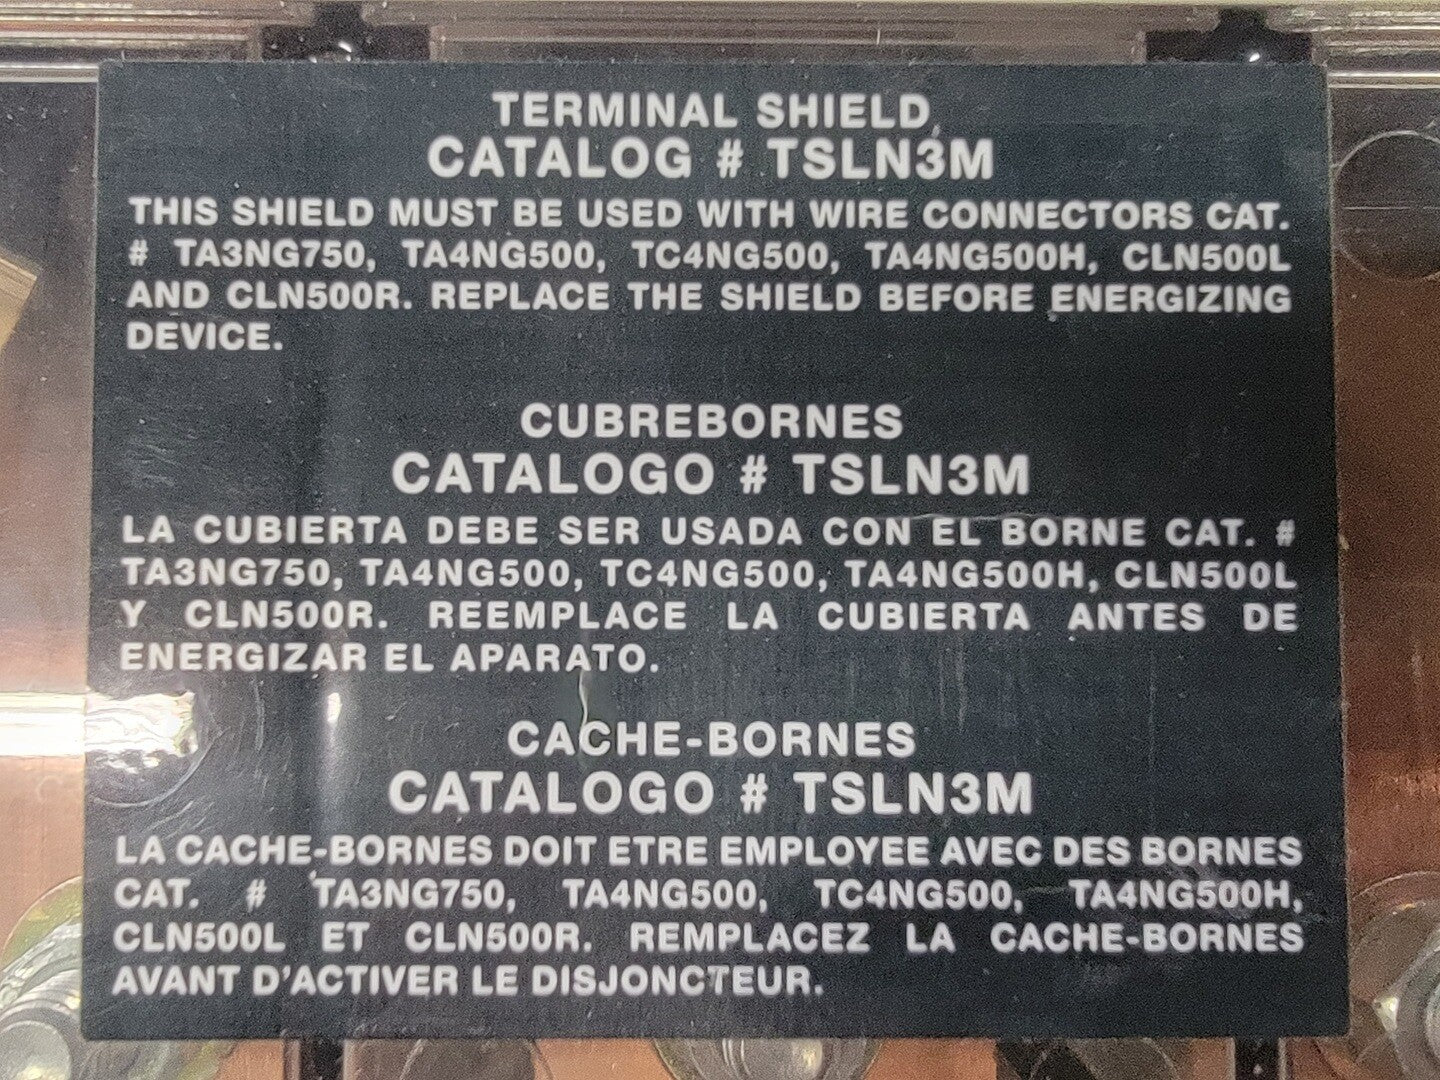 TERMINAL SHIELD
CATALOG # TSLN3M
THIS SHIELD MUST BE USED WITH WIRE CONNECTORS CAT.
# TA3NG750, TA4NG500, TC4NG500, TA4NG500H, CLN500L
AND CLN500R. REPLACE THE SHIELD BEFORE ENERGIZING
DEVICE.
CUBREBORNES
CATALOGO # TSLN3M
LA CUBIERTA DEBE SER USADA CON EL BORNE CAT. #
TA3NG750, TA4NG500, TC4NG500, TA4NG500H, CLN500L
Y CLN500R. REEMPLACE LA CUBIERTA ANTES DE
ENERGIZAR EL APARATO.
CACHE-BORNES
CATALOGO # TSLN3M
LA CACHE-BORNES DOIT ETRE EMPLOYEE AVEC DES BORNES
CAT. # TA3NG750, TA4NG500, TC4NG500, TA4NG500H,
CLN500L ET CLN500R. REMPLACEZ LA CACHE-BORNES
AVANT D'ACTIVER LE DISJONCTEUR.